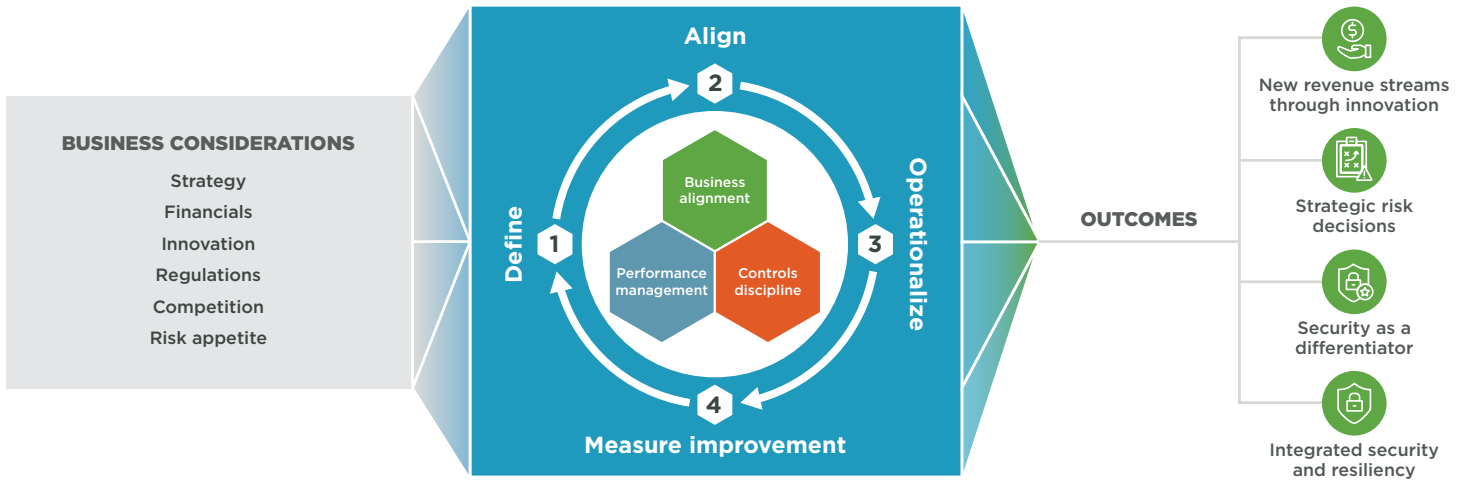 BUSINESS CONSIDERATIONS
Strategy
Financials
Innovation
Regulations
Competition
Risk appetite
Define
1
Align
2
Operationalize
3
Measure improvement
4
Business
alignment
Performance
management
Controls
discipline
OUTCOMES
$
New revenue streams
through innovation
Strategic risk
decisions
Security as a
differentiator
Integrated security
and resiliency